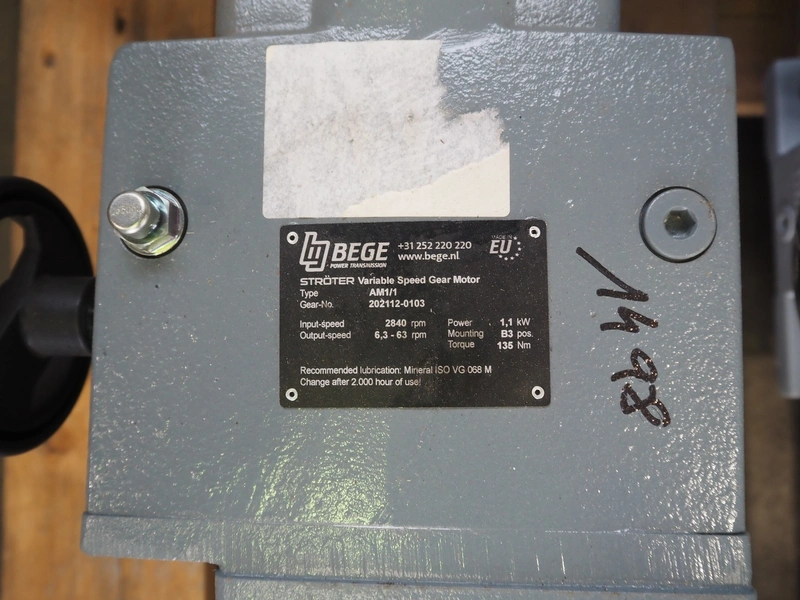 BEGE
POWER TRANSMISSION
+31 252 220 220
www.bege.nl
MADE IN
EU
STRÖTER Variable Speed Gear Motor
Type AM1/1
Gear-No. 202112-0103
Input-speed 2840 rpm Power 1,1 kW
Output-speed 6,3 - 63 rpm Mounting B3 pos.
Torque 135 Nm
Recommended lubrication: Mineral ISO VG 068 M
Change after 2.000 hour of use!
1498